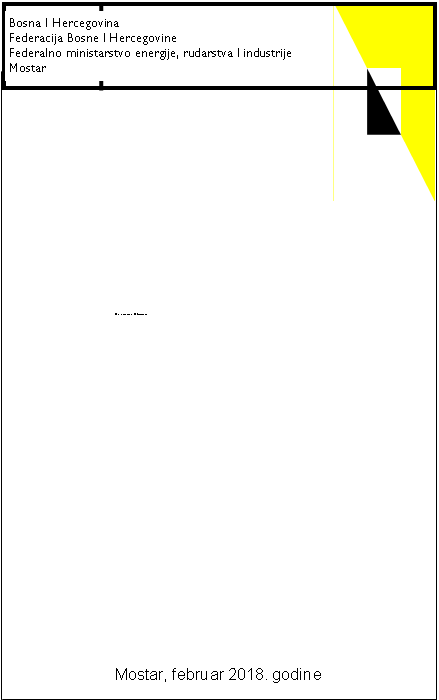 Bosna I Hercegovina
Federacija Bosne I Hercegovine
Federalno ministarstvo energije, rudarstva I industrije
Mostar
Mostar, februar 2018. godine